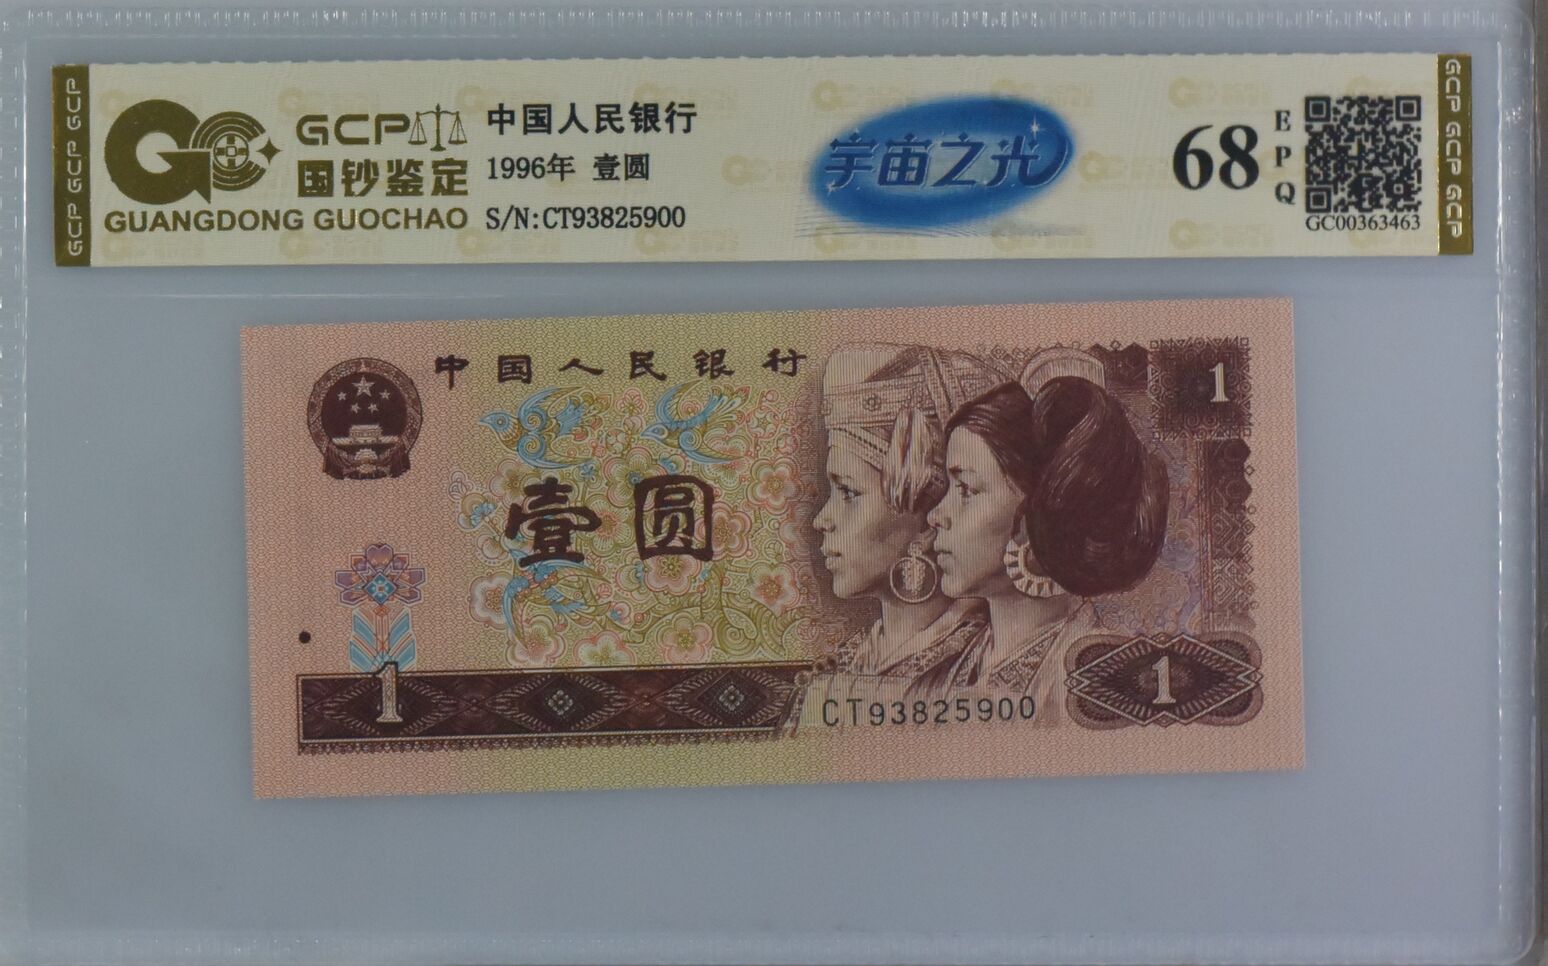 GCP GCP GCP
GCP
国钞鉴定
GUANGDONG GUOCHAO
中国人民银行
1996年 壹圆
S/N:CT93825900
宇宙之光
68
EPQ
GC00363463
GCP GCP GCP
中国人民银行
1
壹圆
1
CT93825900
1